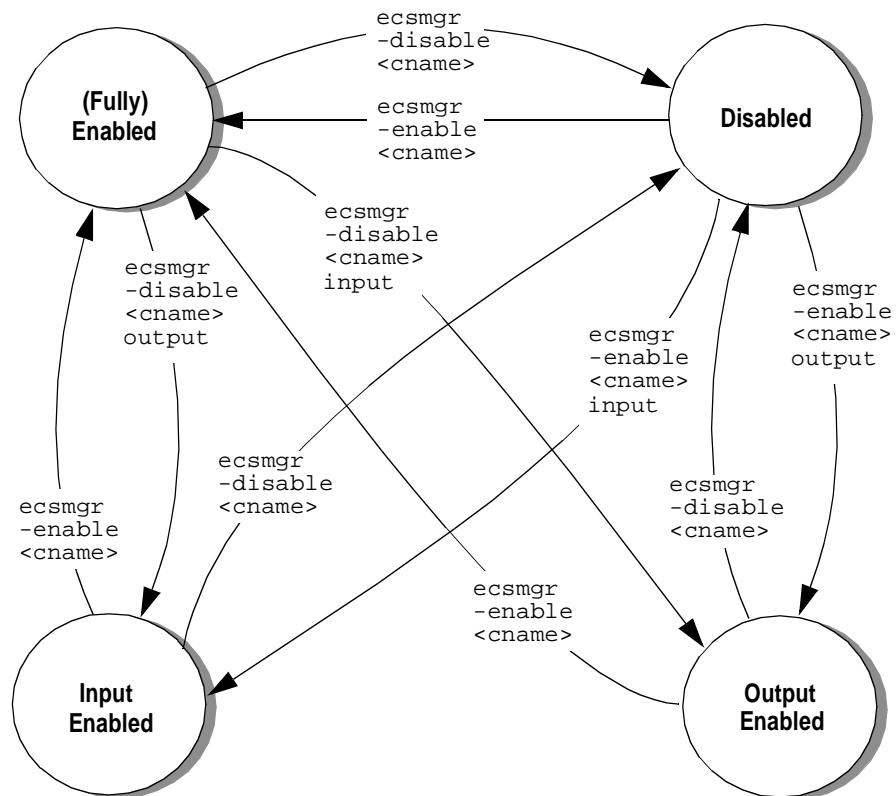 ecsmgr
-disable
<cname>
(Fully)
Enabled
ecsmgr
-enable
<cname>
Disabled
ecsmgr
-disable
<cname>
input
ecsmgr
-disable
<cname>
output
ecsmgr
-enable
<cname>
output
ecsmgr
-enable
<cname>
input
ecsmgr
-disable
<cname>
ecsmgr
-disable
<cname>
ecsmgr
-enable
<cname>
ecsmgr
-enable
<cname>
Input
Enabled
Output
Enabled